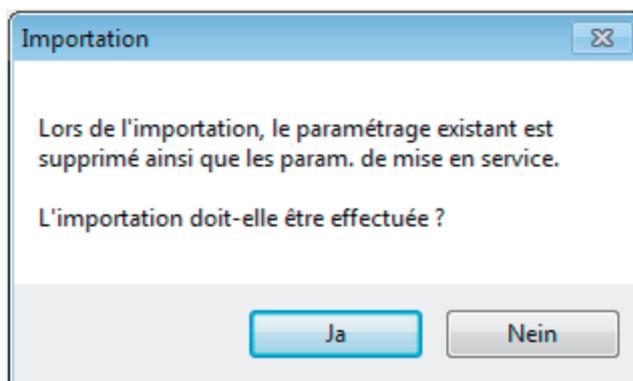 Importation
Lors de l'importation, le paramétrage existant est
supprimé ainsi que les param. de mise en service.
L'importation doit-elle être effectuée ?
Ja
Nein